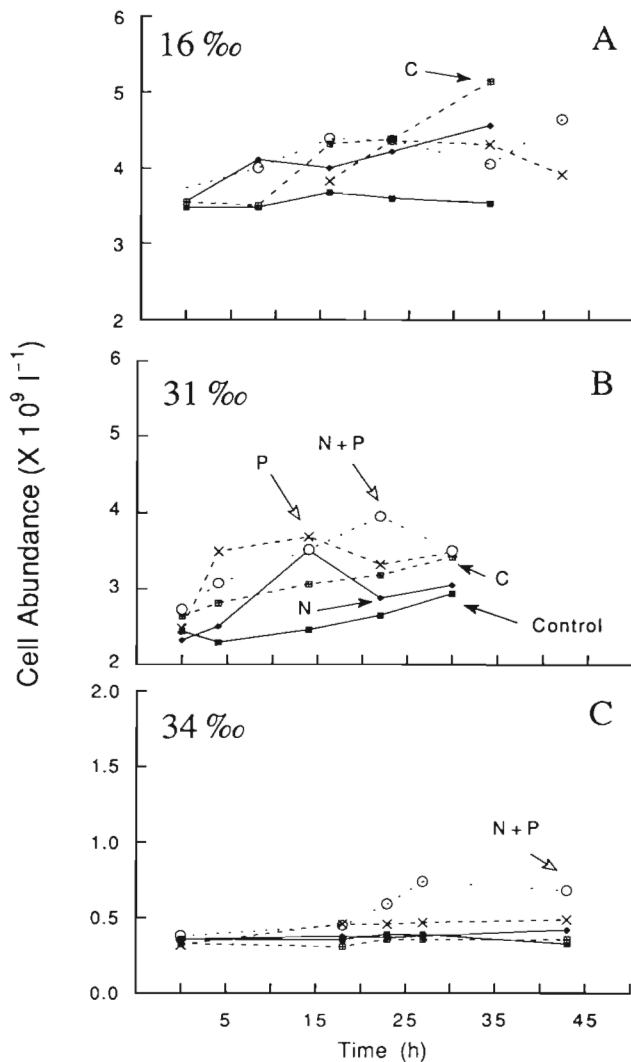 16 ‰
A
C
6
5
4
3
2
Cell Abundance (X 10⁹ l⁻¹)
31 ‰
B
N + P
P
6
5
4
3
2
N
C
Control
34 ‰
C
N + P
2.0
1.5
1.0
0.5
0.0
5 15 25 35 45
Time (h)